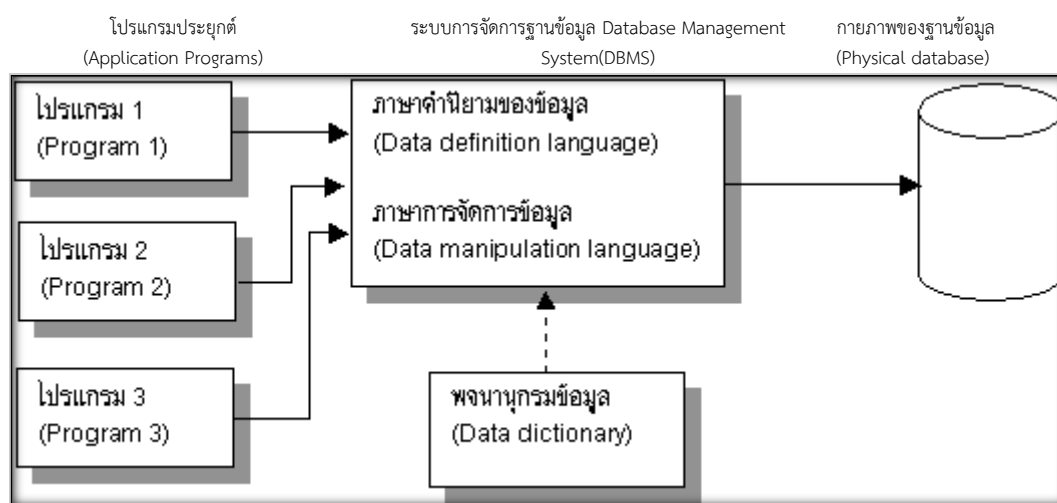 โปรแกรมประยุกต์
(Application Programs)
ระบบการจัดการฐานข้อมูล Database Management
System(DBMS)
กายภาพของฐานข้อมูล
(Physical database)
โปรแกรม 1
(Program 1)
โปรแกรม 2
(Program 2)
โปรแกรม 3
(Program 3)
ภาษาคำนิยามของข้อมูล
(Data definition language)
ภาษาการจัดการข้อมูล
(Data manipulation language)
พจนานุกรมข้อมูล
(Data dictionary)